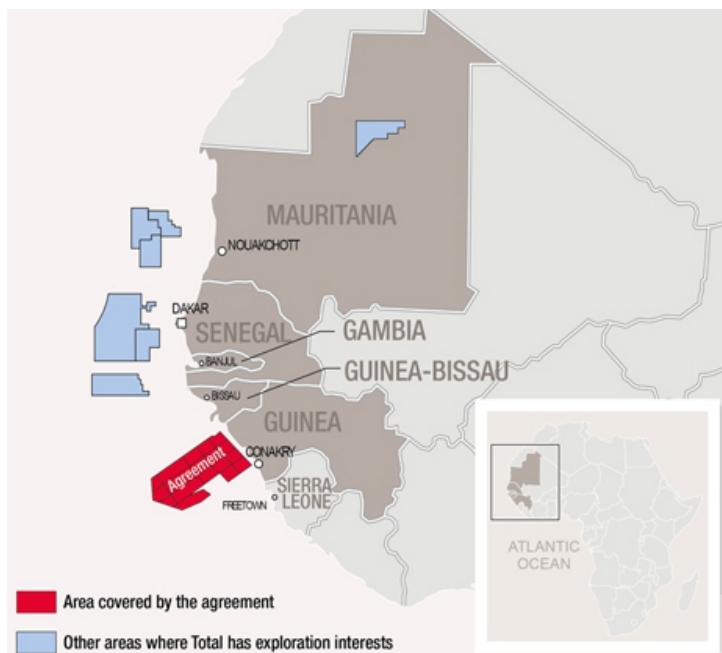 MAURITANIA
NOUAKCHOTT
DAKAR
SENEGAL
GAMBIA
BANJUL
GUINEA-BISSAU
BISSAU
GUINEA
Agreement
CONAKRY
SIERRA
LEONE
FREETOWN
ATLANTIC
OCEAN
Area covered by the agreement
Other areas where Total has exploration interests